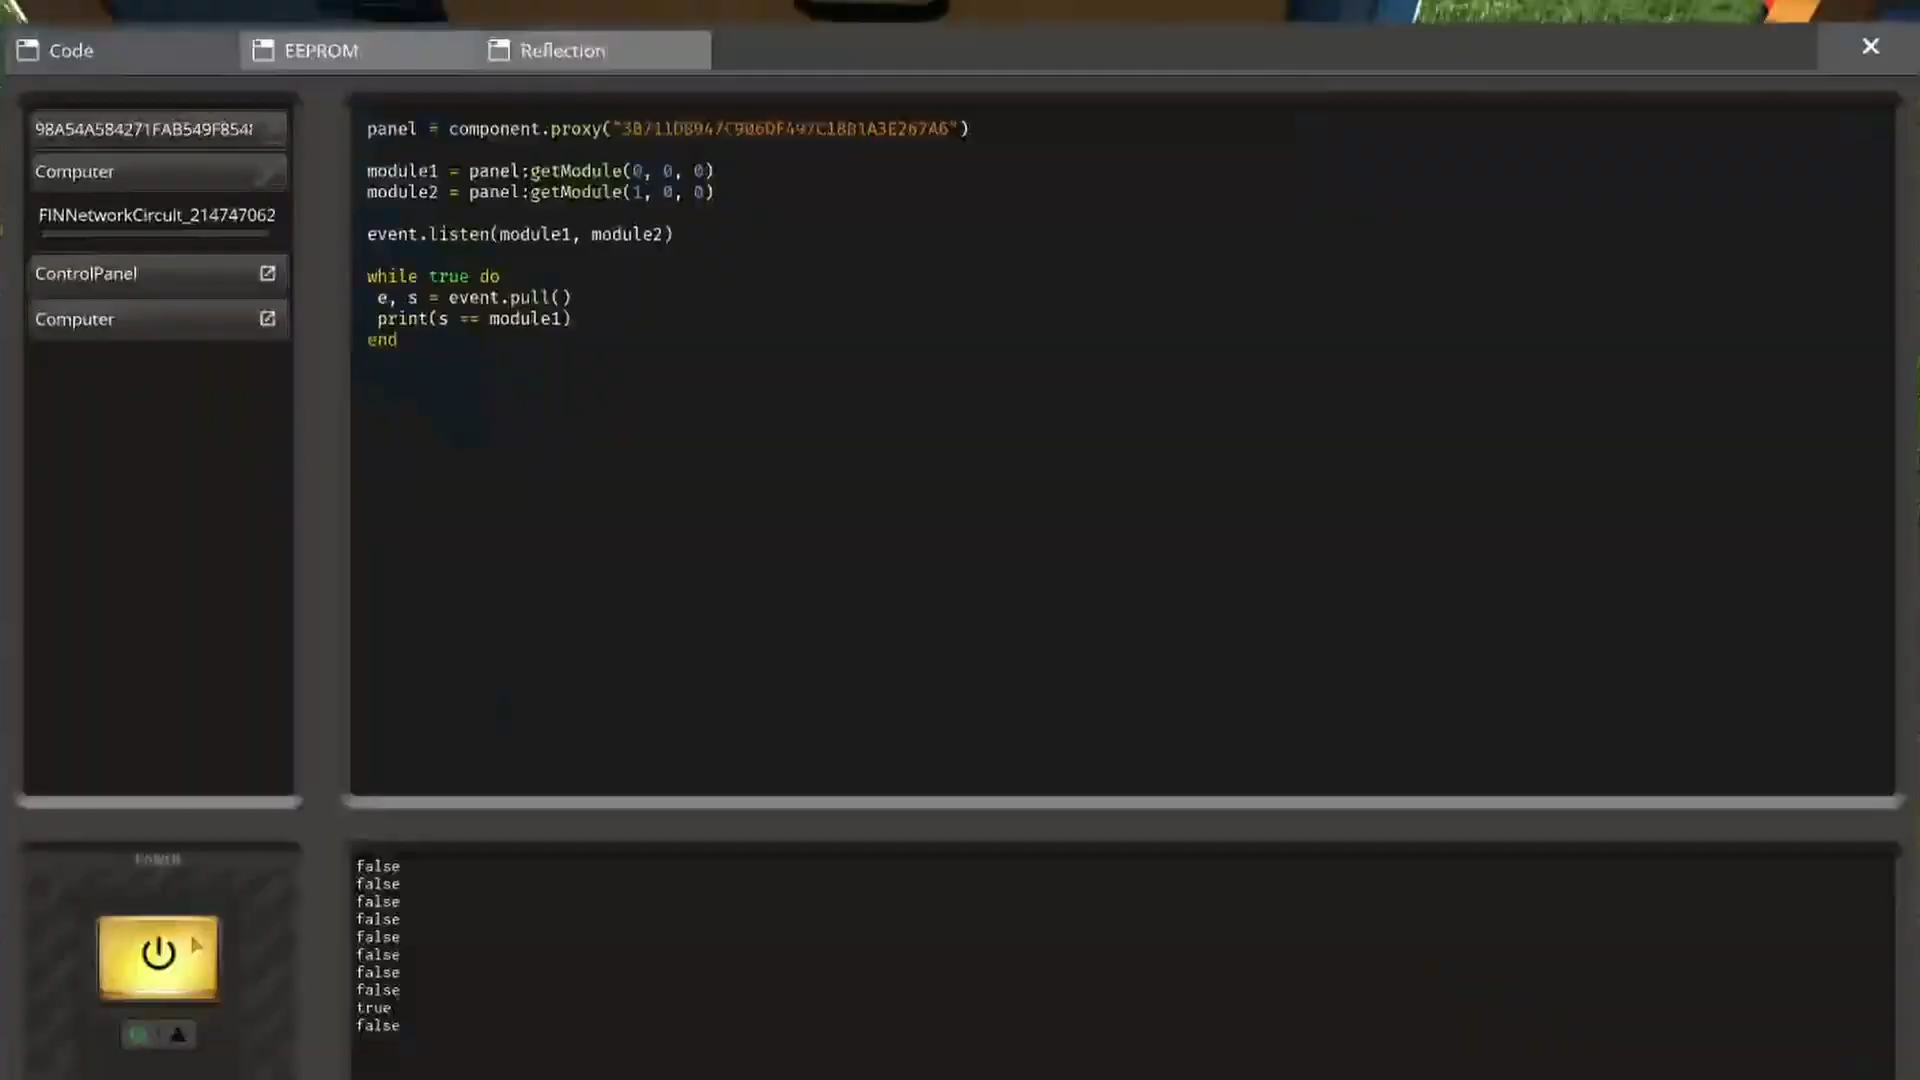 Code
EEPROM
Reflection
98A54A584271FAB549F854
Computer
FINNetworkCircuit_214747062
ControlPanel
Computer
panel = component.proxy("3B711DB947C906DF497C18B1A3E267A6")
module1 = panel:getModule(0, 0, 0)
module2 = panel:getModule(1, 0, 0)
event.listen(module1, module2)
while true do
e, s = event.pull()
print(s == module1)
end
POWER
false
false
false
false
false
false
false
false
true
false